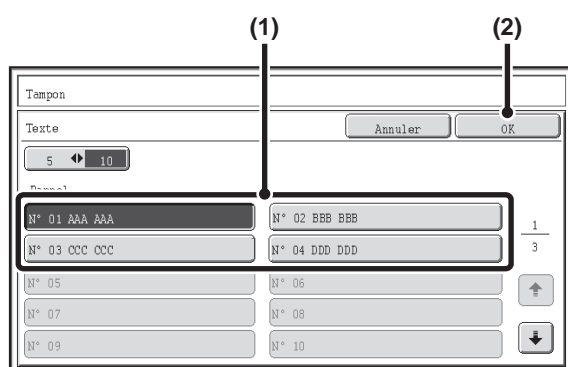 (1) (2)
Tampon
Texte Annuler OK
5 10
Rappel
N° 01 AAA AAA N° 02 BBB BBB
1
N° 03 CCC CCC N° 04 DDD DDD
3
N° 05 N° 06
N° 07 N° 08
N° 09 N° 10